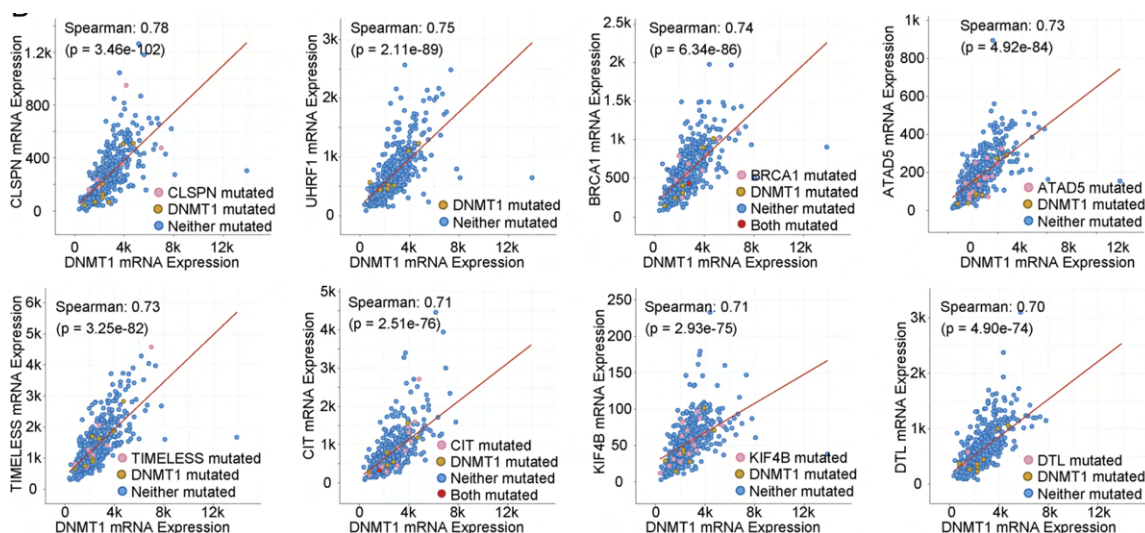 Spearman: 0.78
(p = 3.46e-102)
1.2k
800
400
0
CLSPN mRNA Expression
CLSPN mutated
DNMT1 mutated
Neither mutated
0
4k
8k
12k
DNMT1 mRNA Expression
Spearman: 0.75
(p = 2.11e-89)
3k
2k
1k
0
UHRF1 mRNA Expression
DNMT1 mutated
Neither mutated
0
4k
8k
12k
DNMT1 mRNA Expression
Spearman: 0.74
(p = 6.34e-86)
2.5k
2k
1.5k
1k
500
0
BRCA1 mRNA Expression
BRCA1 mutated
DNMT1 mutated
Neither mutated
Both mutated
0
4k
8k
12k
DNMT1 mRNA Expression
Spearman: 0.73
(p = 4.92e-84)
1k
800
600
400
200
0
ATAD5 mRNA Expression
ATAD5 mutated
DNMT1 mutated
Neither mutated
0
4k
8k
12k
DNMT1 mRNA Expression
Spearman: 0.73
(p = 3.25e-82)
6k
5k
4k
3k
2k
1k
0
TIMELESS mRNA Expression
TIMELESS mutated
DNMT1 mutated
Neither mutated
0
4k
8k
12k
DNMT1 mRNA Expression
Spearman: 0.71
(p = 2.51e-76)
5k
4k
3k
2k
1k
0
CIT mRNA Expression
CIT mutated
DNMT1 mutated
Neither mutated
Both mutated
0
4k
8k
12k
DNMT1 mRNA Expression
Spearman: 0.71
(p = 2.93e-75)
250
200
150
100
50
0
KIF4B mRNA Expression
KIF4B mutated
DNMT1 mutated
Neither mutated
0
4k
8k
12k
DNMT1 mRNA Expression
Spearman: 0.70
(p = 4.90e-74)
3k
2k
1k
0
DTL mRNA Expression
DTL mutated
DNMT1 mutated
Neither mutated
0
4k
8k
12k
DNMT1 mRNA Expression